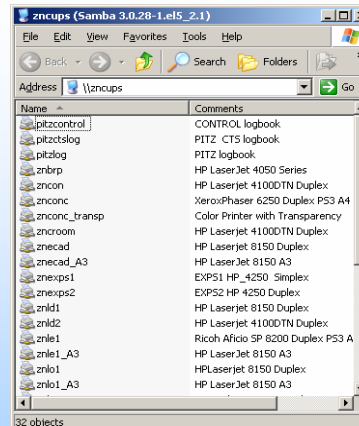 zncups (Samba 3.0.28-1.el5_2.1)
File Edit View Favorites Tools Help
Back Search Folders
Address \\zncups Go
Name Comments
pitzcontrol CONTROL logbook
pitzctslog PITZ CTS logbook
pitzlog PITZ logbook
znbrp HP LaserJet 4050 Series
zncon HP Laserjet 4100DTN Duplex
znconc XeroxPhaser 6250 Duplex PS3 A4
znconc_transp Color Printer with Transparency
zncroom HP Laserjet 4100DTN Duplex
znecad HP Laserjet 8150 Duplex
znecad_A3 HP LaserJet 8150 A3
znexps1 EXPS1 HP_4250 Simplex
znexps2 EXPS2 HP 4250 Duplex
znld1 HP Laserjet 8150 Duplex
znld2 HP Laserjet 4100DTN Duplex
znle1 Ricoh Aficio SP 8200 Duplex PS3 A
znle1_A3 HP LaserJet 8150 A3
znlo1 HPLaserjet 8150 Duplex
znlo1_A3 HP LaserJet 8150 A3
32 objects